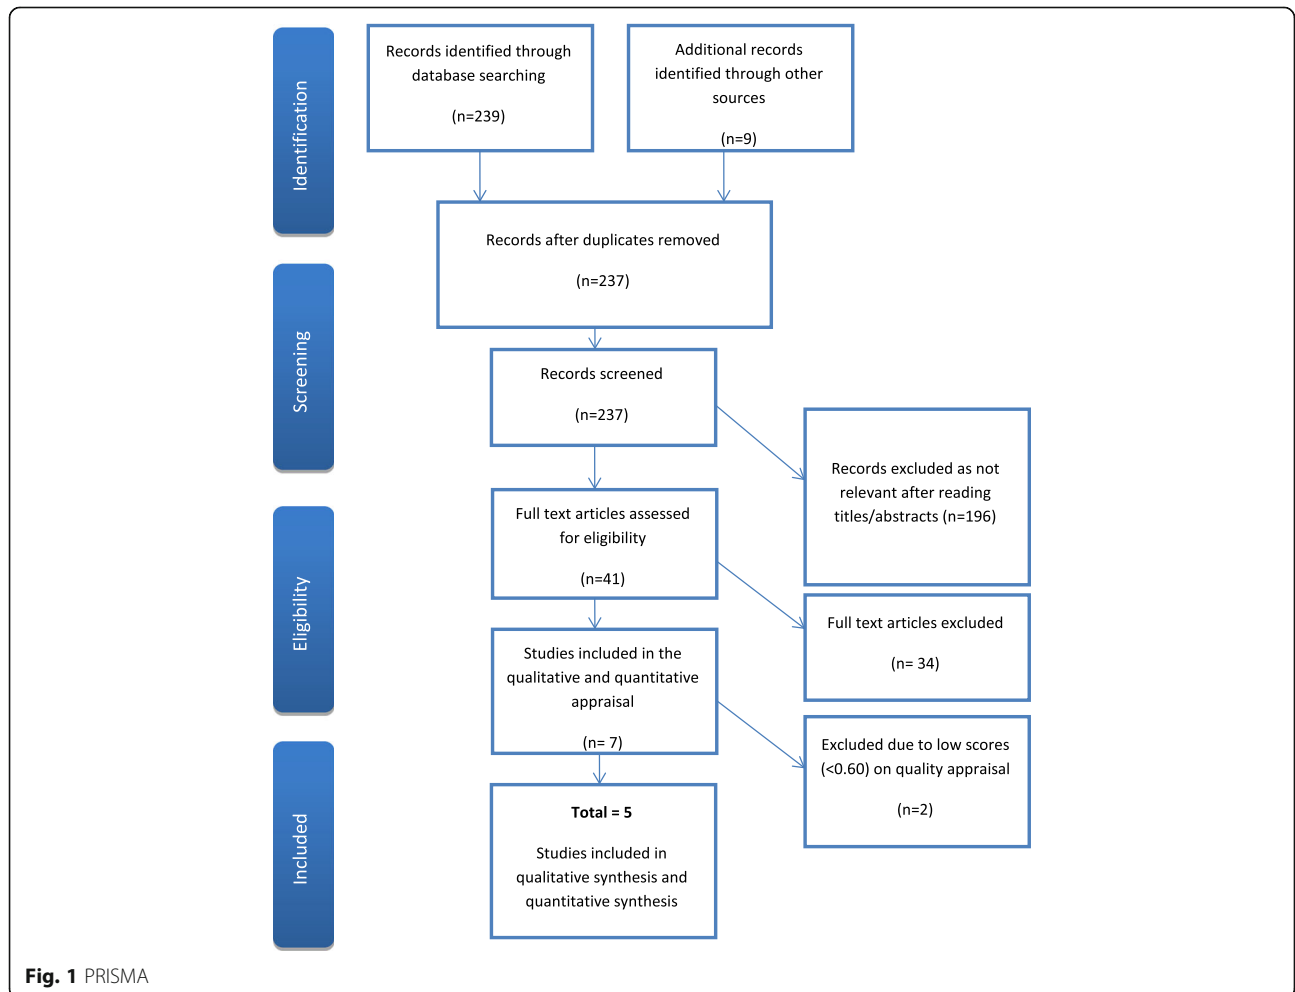 Identification
Records identified through
database searching
(n=239)
Additional records
identified through other
sources
(n=9)
Records after duplicates removed
(n=237)
Screening
Records screened
(n=237)
Records excluded as not
relevant after reading
titles/abstracts (n=196)
Eligibility
Full text articles assessed
for eligibility
(n=41)
Full text articles excluded
(n= 34)
Studies included in the
qualitative and quantitative
appraisal
(n= 7)
Excluded due to low scores
(<0.60) on quality appraisal
(n=2)
Included
Total = 5
Studies included in
qualitative synthesis and
quantitative synthesis
Fig. 1 PRISMA